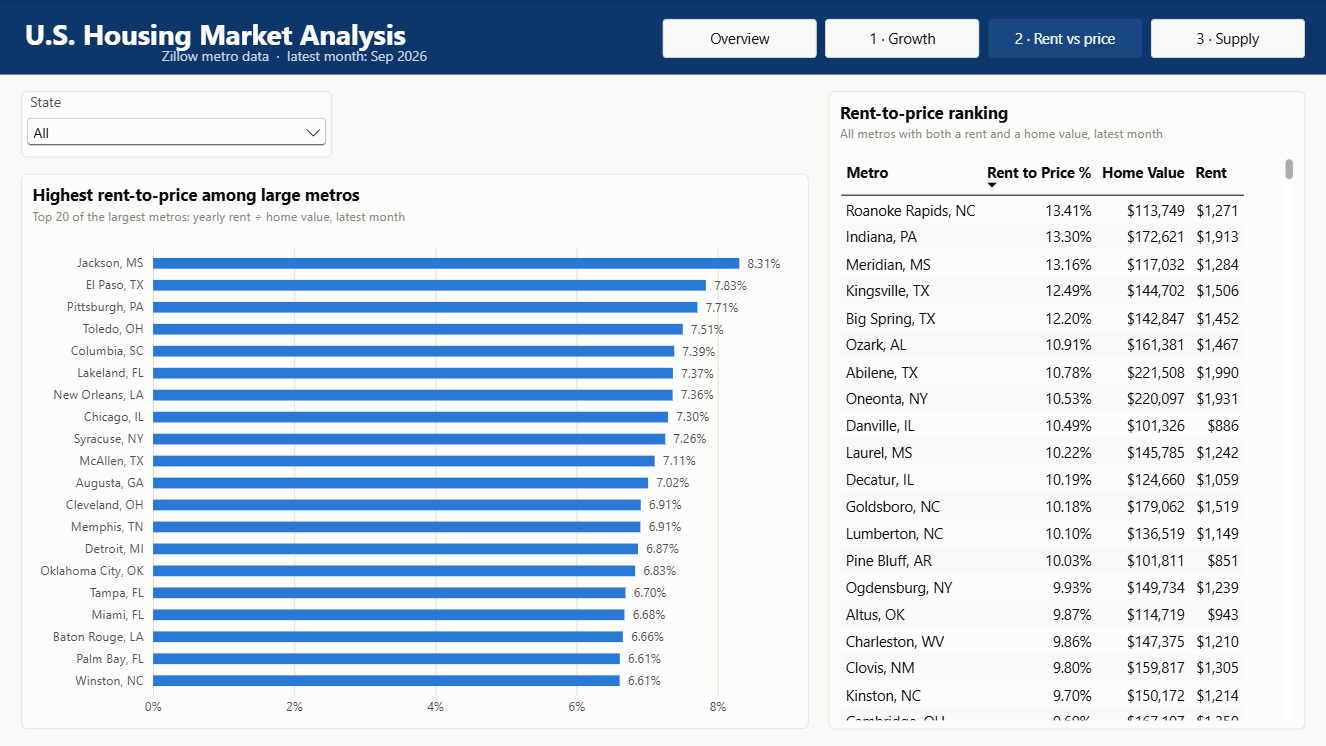 U.S. Housing Market Analysis
Zillow metro data · latest month: Sep 2026
Overview
1 · Growth
2 · Rent vs price
3 · Supply
State
All
Highest rent-to-price among large metros
Top 20 of the largest metros: yearly rent ÷ home value, latest month
Jackson, MS 8.31%
El Paso, TX 7.83%
Pittsburgh, PA 7.71%
Toledo, OH 7.51%
Columbia, SC 7.39%
Lakeland, FL 7.37%
New Orleans, LA 7.36%
Chicago, IL 7.30%
Syracuse, NY 7.26%
McAllen, TX 7.11%
Augusta, GA 7.02%
Cleveland, OH 6.91%
Memphis, TN 6.91%
Detroit, MI 6.87%
Oklahoma City, OK 6.83%
Tampa, FL 6.70%
Miami, FL 6.68%
Baton Rouge, LA 6.66%
Palm Bay, FL 6.61%
Winston, NC 6.61%
0% 2% 4% 6% 8%
Rent-to-price ranking
All metros with both a rent and a home value, latest month
Metro Rent to Price % Home Value Rent
Roanoke Rapids, NC 13.41% $113,749 $1,271
Indiana, PA 13.30% $172,621 $1,913
Meridian, MS 13.16% $117,032 $1,284
Kingsville, TX 12.49% $144,702 $1,506
Big Spring, TX 12.20% $142,847 $1,452
Ozark, AL 10.91% $161,381 $1,467
Abilene, TX 10.78% $221,508 $1,990
Oneonta, NY 10.53% $220,097 $1,931
Danville, IL 10.49% $101,326 $886
Laurel, MS 10.22% $145,785 $1,242
Decatur, IL 10.19% $124,660 $1,059
Goldsboro, NC 10.18% $179,062 $1,519
Lumberton, NC 10.10% $136,519 $1,149
Pine Bluff, AR 10.03% $101,811 $851
Ogdensburg, NY 9.93% $149,734 $1,239
Altus, OK 9.87% $114,719 $943
Charleston, WV 9.86% $147,375 $1,210
Clovis, NM 9.80% $159,817 $1,305
Kinston, NC 9.70% $150,172 $1,214